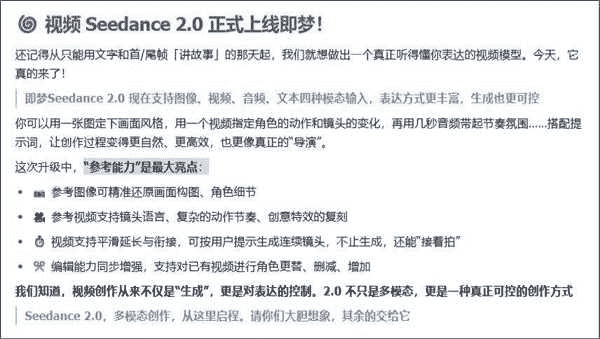 视频 Seedance 2.0 正式上线即梦！
还记得从只能用文字和首/尾帧「讲故事」的那天起，我们就想做出一个真正听得懂你表达的视频模型。今天，它
真的来了！
即梦Seedance 2.0 现在支持图像、视频、音频、文本四种模态输入，表达方式更丰富，生成也更可控
你可以用一张图定下画面风格，用一个视频指定角色的动作和镜头的变化，再用几秒音频带起节奏氛围……搭配提
示词，让创作过程变得更自然、更高效，也更像真正的“导演”。
这次升级中，“参考能力”是最大亮点：
• 参考图像可精准还原画面构图、角色细节
• 参考视频支持镜头语言、复杂的动作节奏、创意特效的复刻
• 视频支持平滑延长与衔接，可按用户提示生成连续镜头，不止生成，还能“接着拍”
• 编辑能力同步增强，支持对已有视频进行角色更替、删减、增加
我们知道，视频创作从来不仅是“生成”，更是对表达的控制。2.0 不只是多模态，更是一种真正可控的创作方式
Seedance 2.0，多模态创作，从这里启程。请你们大胆想象，其余的交给它